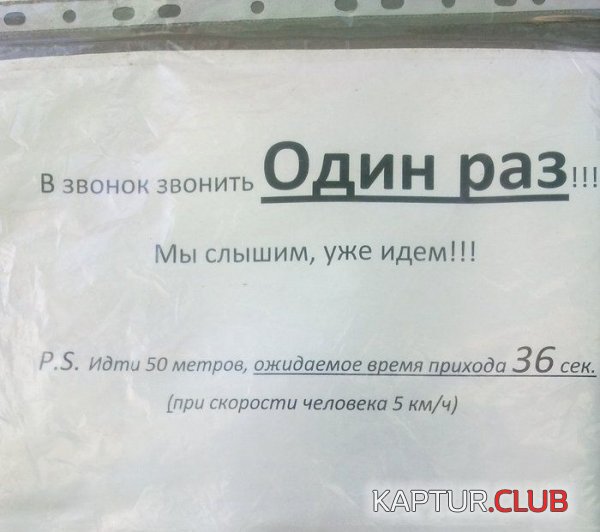 В звонок звонить Один раз!!!
Мы слышим, уже идем!!!
P.S. Идти 50 метров, ожидаемое время прихода 36 сек.
(при скорости человека 5 км/ч)
KAPTUR.CLUB